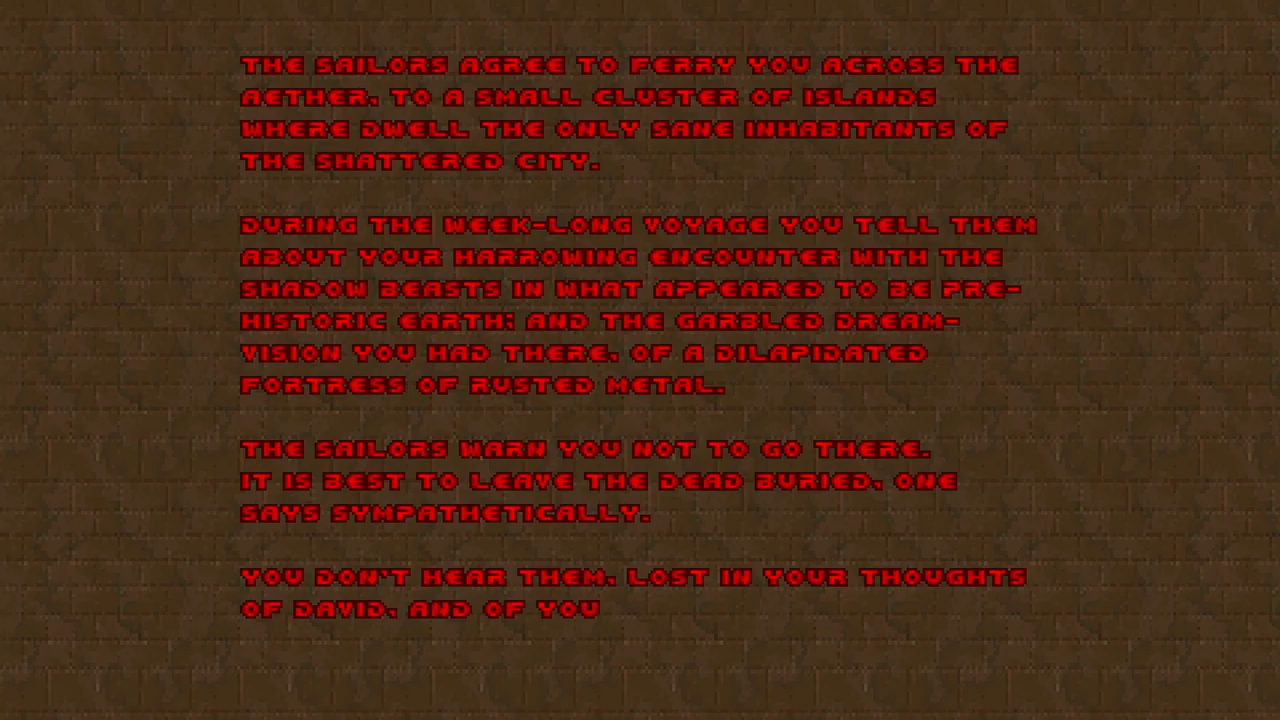 THE SAILORS AGREE TO FERRY YOU ACROSS THE
AETHER, TO A SMALL CLUSTER OF ISLANDS
WHERE DWELL THE ONLY SANE INHABITANTS OF
THE SHATTERED CITY.
DURING THE WEEK-LONG VOYAGE YOU TELL THEM
ABOUT YOUR HARROWING ENCOUNTER WITH THE
SHADOW BEASTS IN WHAT APPEARED TO BE PRE-
HISTORIC EARTH; AND THE GARBLED DREAM-
VISION YOU HAD THERE, OF A DILAPIDATED
FORTRESS OF RUSTED METAL.
THE SAILORS WARN YOU NOT TO GO THERE.
IT IS BEST TO LEAVE THE DEAD BURIED, ONE
SAYS SYMPATHETICALLY.
YOU DON'T HEAR THEM, LOST IN YOUR THOUGHTS
OF DAVID, AND OF YOU